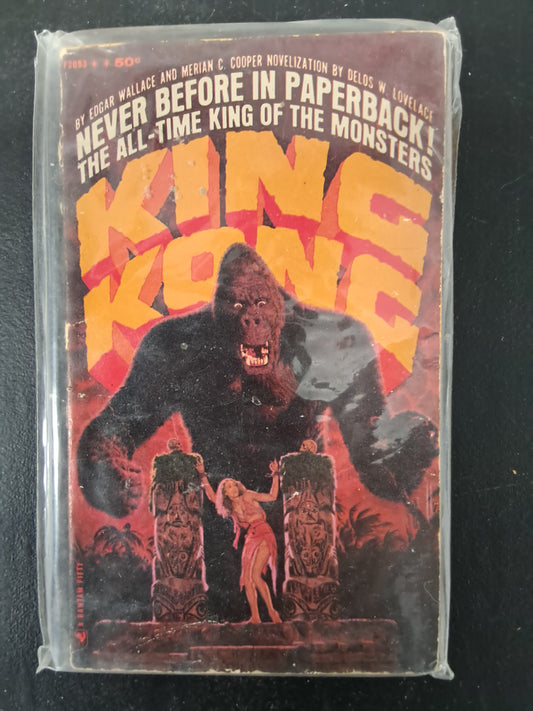 F3093 ★ ★ 50¢
BY EDGAR WALLACE AND MERIAN C. COOPER NOVELIZATION BY DELOS W. LOVELACE
NEVER BEFORE IN PAPERBACK!
THE ALL-TIME KING OF THE MONSTERS
KING
KONG
A BANTAM FIFTY